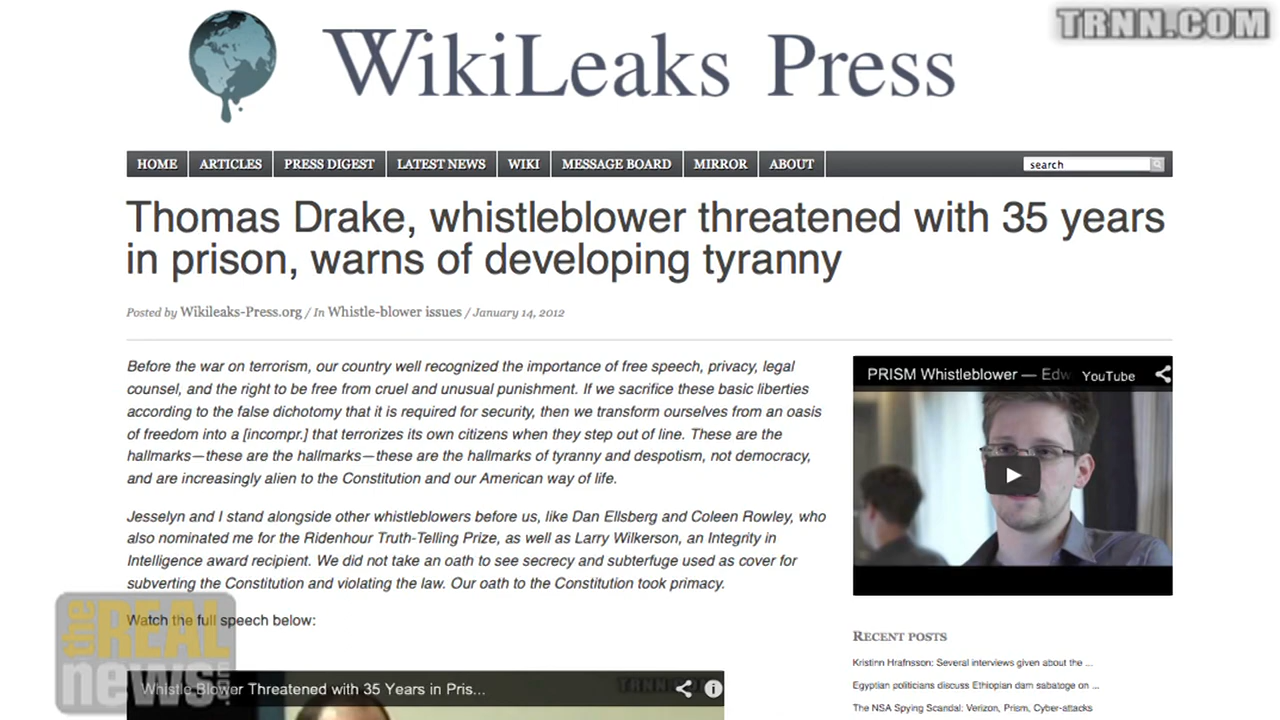 TRNN.COM
WikiLeaks Press
HOME ARTICLES PRESS DIGEST LATEST NEWS WIKI MESSAGE BOARD MIRROR ABOUT search
Thomas Drake, whistleblower threatened with 35 years
in prison, warns of developing tyranny
Posted by Wikileaks-Press.org / In Whistle-blower issues / January 14, 2012
Before the war on terrorism, our country well recognized the importance of free speech, privacy, legal
counsel, and the right to be free from cruel and unusual punishment. If we sacrifice these basic liberties
according to the false dichotomy that it is required for security, then we transform ourselves from an oasis
of freedom into a [incompr.] that terrorizes its own citizens when they step out of line. These are the
hallmarks—these are the hallmarks—these are the hallmarks of tyranny and despotism, not democracy,
and are increasingly alien to the Constitution and our American way of life.
Jesselyn and I stand alongside other whistleblowers before us, like Dan Ellsberg and Coleen Rowley, who
also nominated me for the Ridenhour Truth-Telling Prize, as well as Larry Wilkerson, an Integrity in
Intelligence award recipient. We did not take an oath to see secrecy and subterfuge used as cover for
subverting the Constitution and violating the law. Our oath to the Constitution took primacy.
Watch the full speech below:
Whistle Blower Threatened with 35 Years in Pris...
TRNN.COM
the REAL
news.com
PRISM Whistleblower — Edw YouTube
RECENT POSTS
Kristinn Hrafnsson: Several interviews given about the ...
Egyptian politicians discuss Ethiopian dam sabatoge on ...
The NSA Spying Scandal: Verizon, Prism, Cyber-attacks